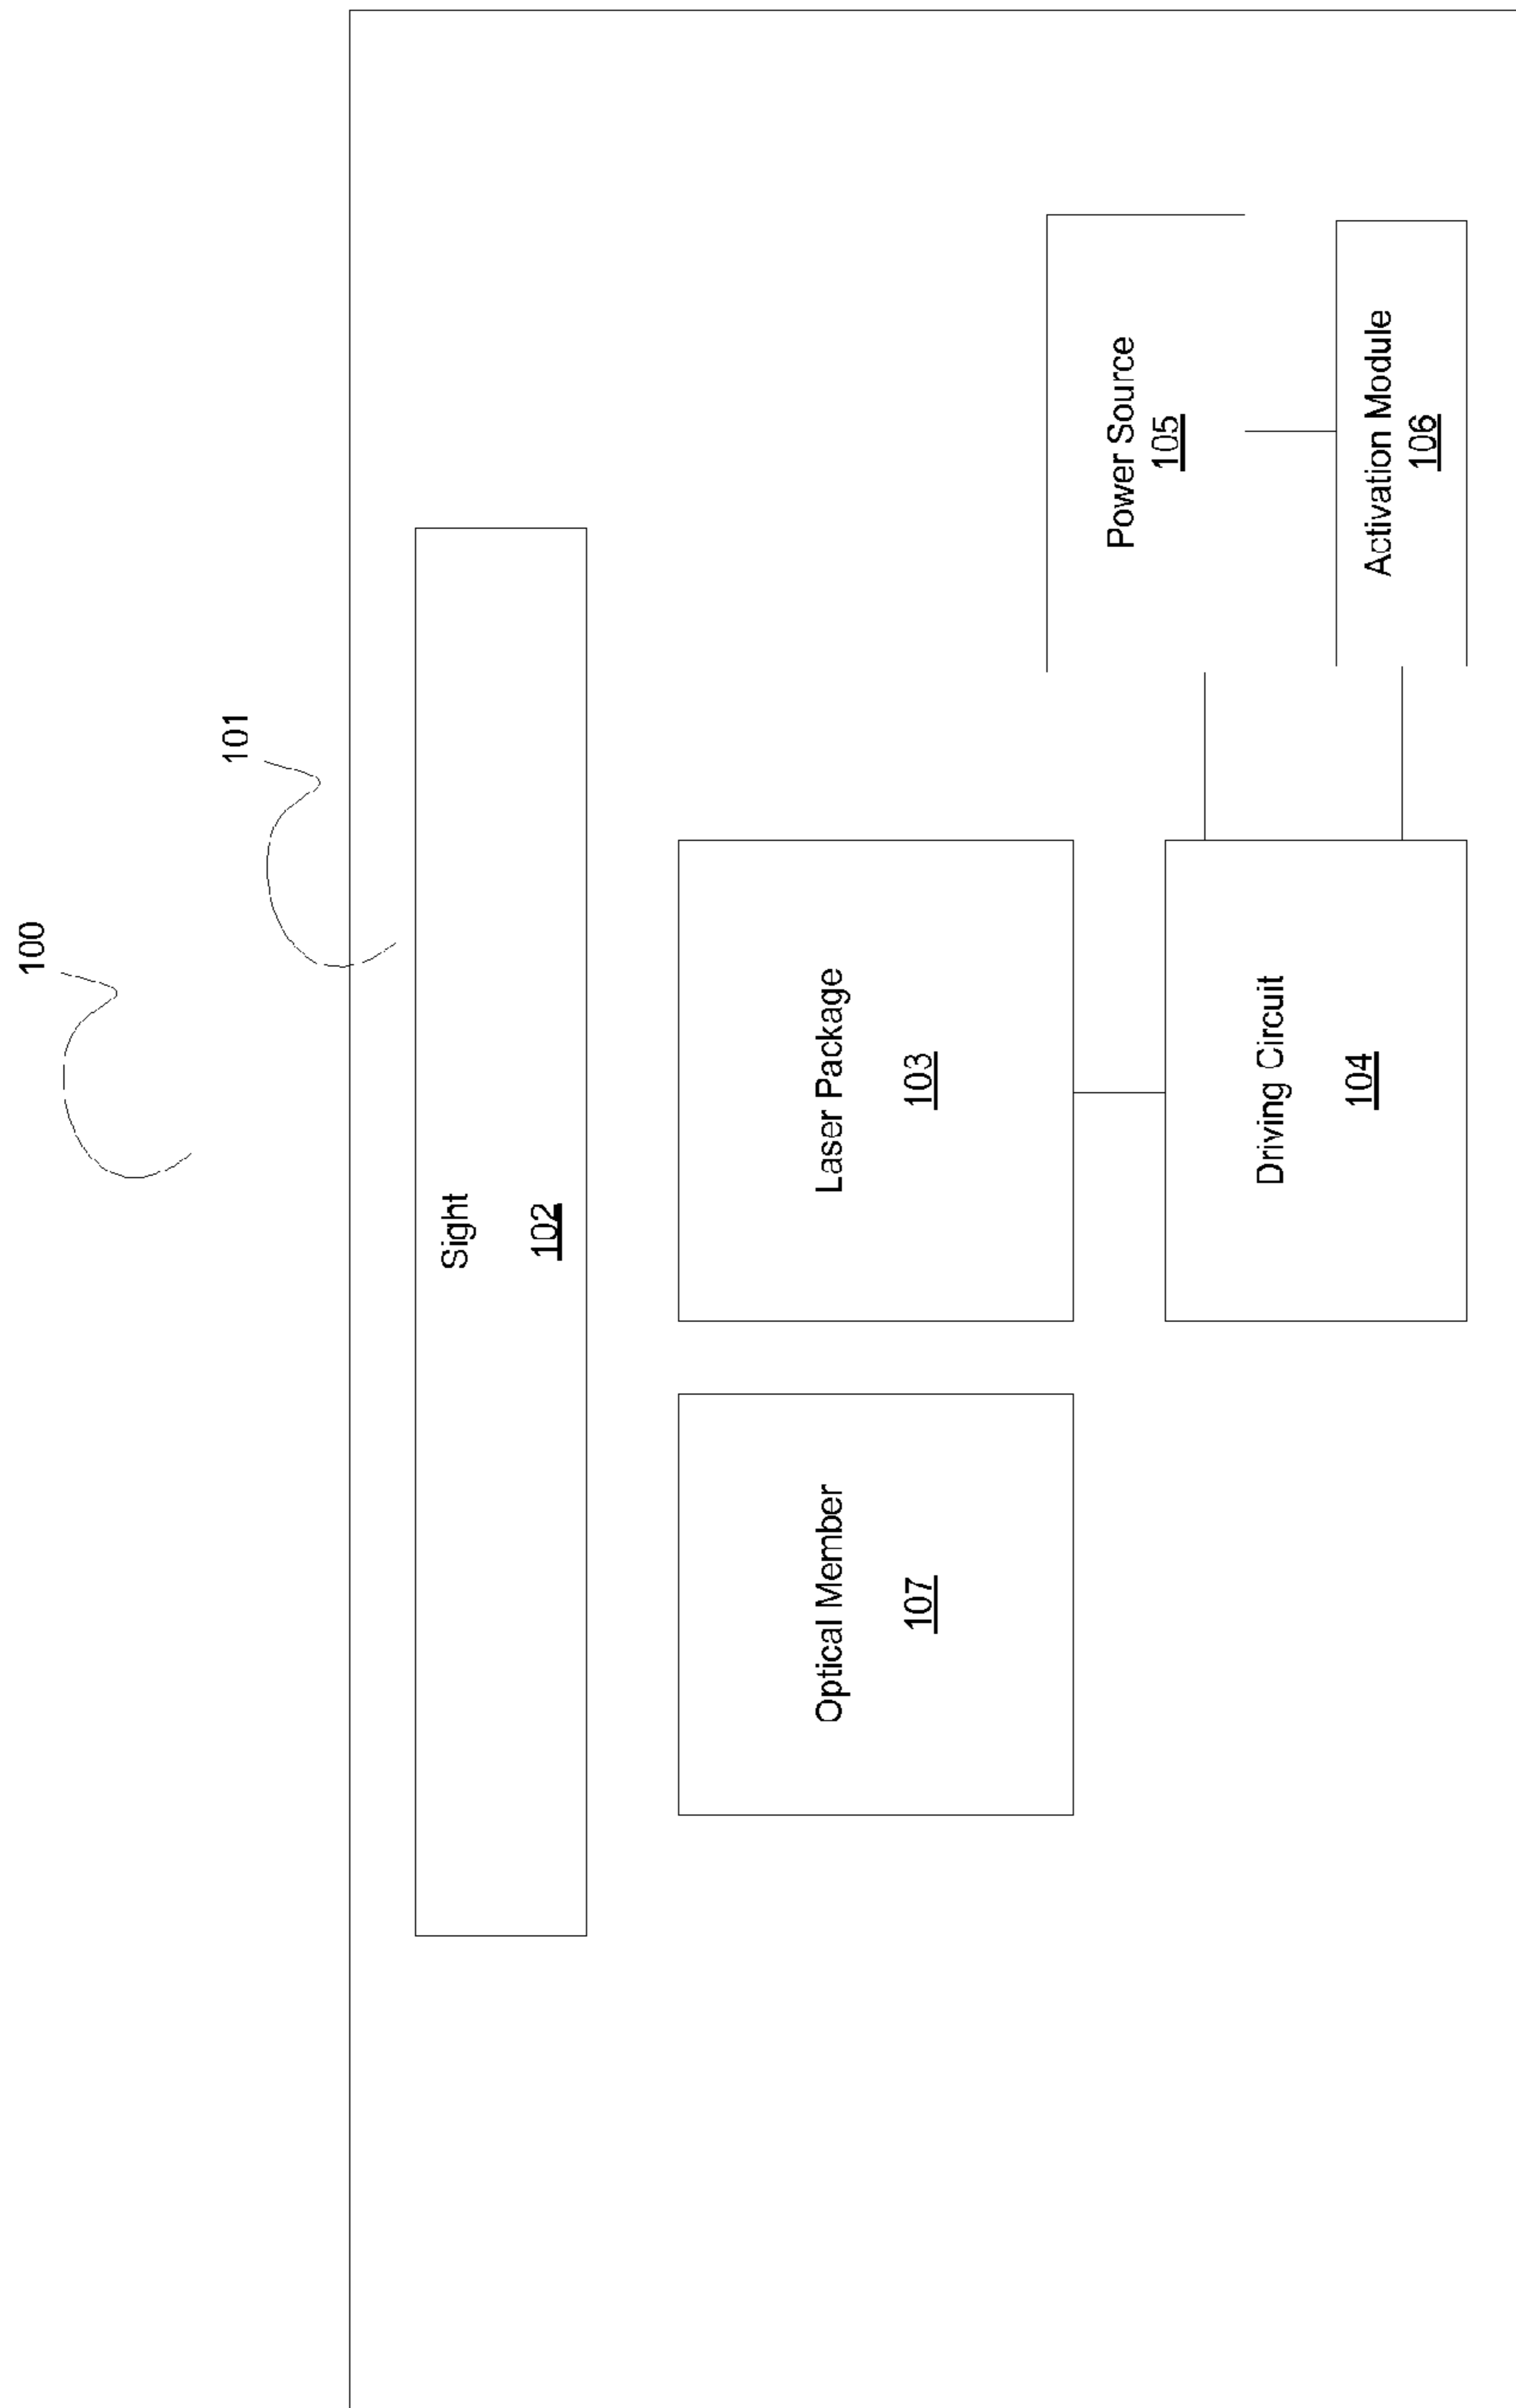 100
101
Sight
102
Optical Member
107
Laser Package
103
Power Source
105
Driving Circuit
104
Activation Module
106